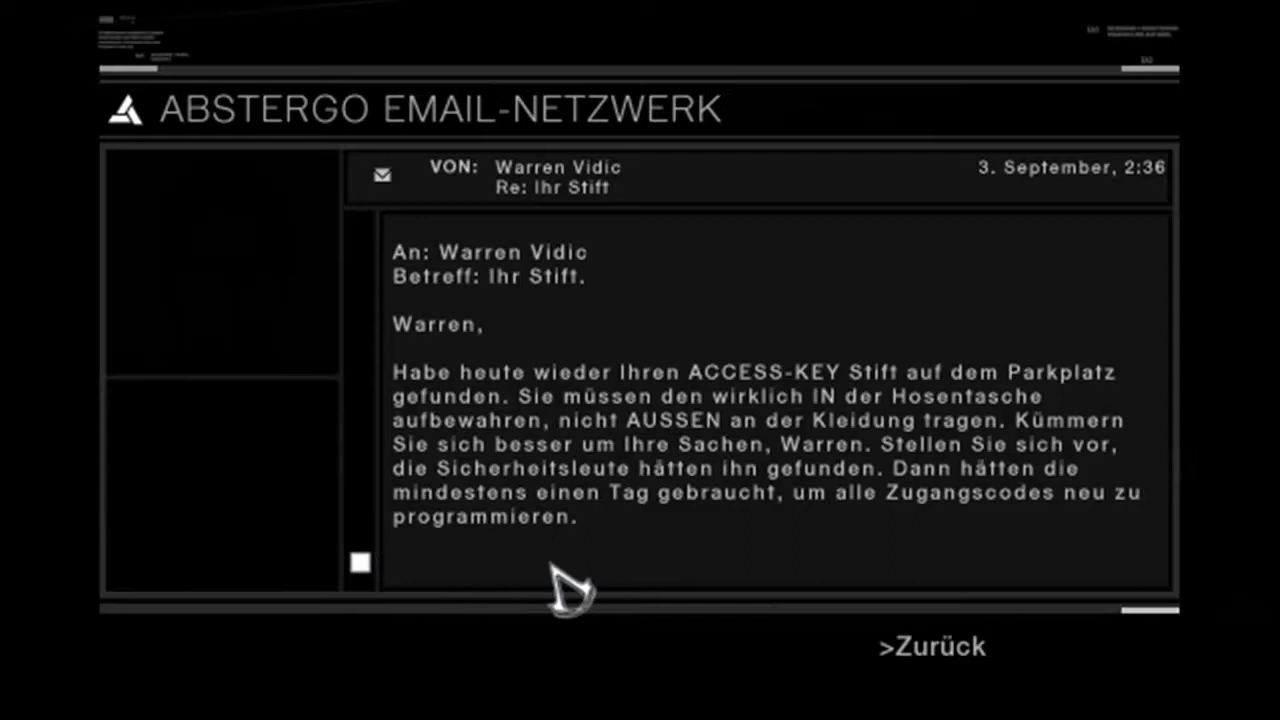 ABSTERGO EMAIL-NETZWERK
VON: Warren Vidic 3. September, 2:36
Re: Ihr Stift
An: Warren Vidic
Betreff: Ihr Stift.
Warren,
Habe heute wieder Ihren ACCESS-KEY Stift auf dem Parkplatz
gefunden. Sie müssen den wirklich IN der Hosentasche
aufbewahren, nicht AUSSEN an der Kleidung tragen. Kümmern
Sie sich besser um Ihre Sachen, Warren. Stellen Sie sich vor,
die Sicherheitsleute hätten ihn gefunden. Dann hätten die
mindestens einen Tag gebraucht, um alle Zugangscodes neu zu
programmieren.
>Zurück